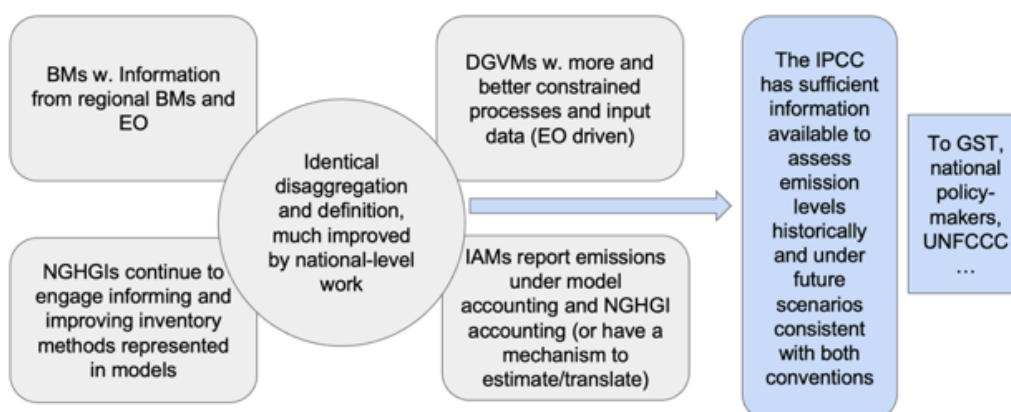 BMs w. Information
from regional BMs and
EO
DGVMs w. more and
better constrained
processes and input
data (EO driven)
Identical
disaggregation
and definition,
much improved
by national-level
work
NGHGIs continue to
engage informing and
improving inventory
methods represented
in models
IAMs report emissions
under model
accounting and NGHGI
accounting (or have a
mechanism to
estimate/translate)
The IPCC
has sufficient
information
available to
assess
emission
levels
historically
and under
future
scenarios
consistent
with both
conventions
To GST,
national
policy-
makers,
UNFCCC
...